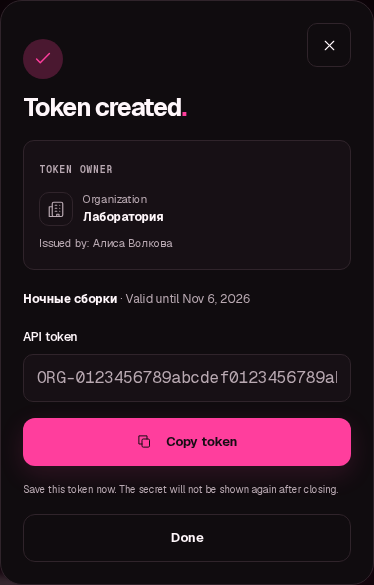 Token created.
TOKEN OWNER
Organization
Лаборатория
Issued by: Алиса Волкова
Ночные сборки · Valid until Nov 6, 2026
API token
ORG-0123456789abcdef0123456789a
Copy token
Save this token now. The secret will not be shown again after closing.
Done